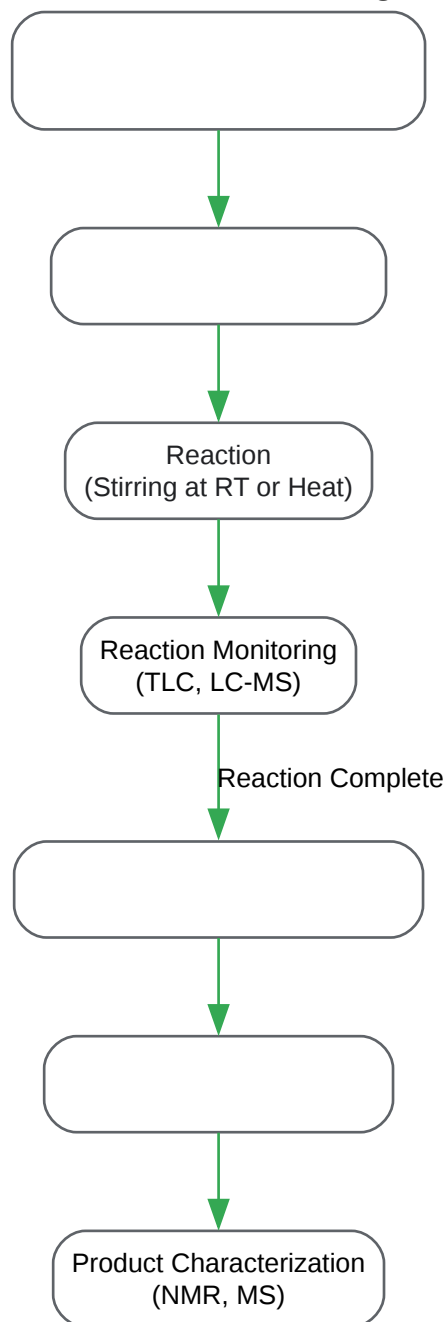 Reaction
(Stirring at RT or Heat)
Reaction Monitoring
(TLC, LC-MS)
Reaction Complete
Product Characterization
(NMR, MS)